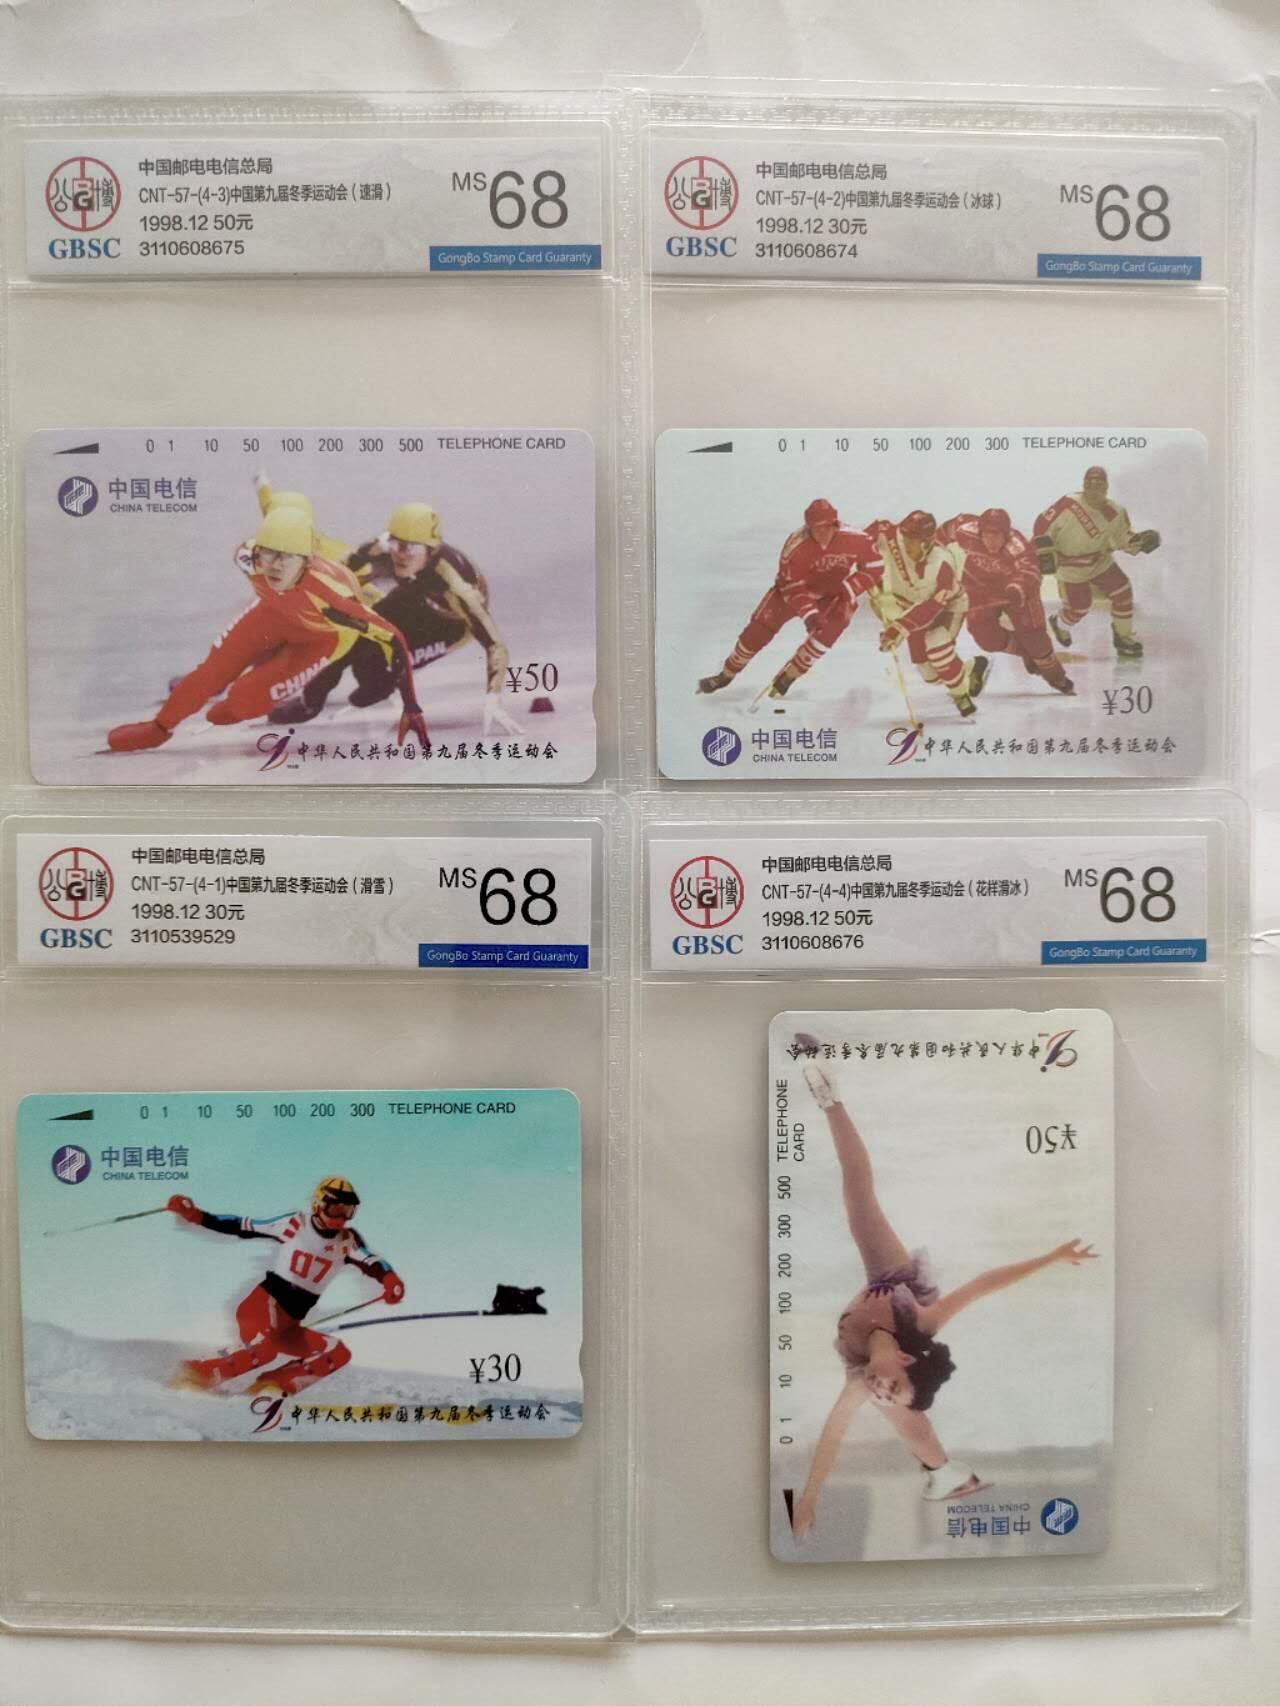 中国邮电电信总局
CNT-57-(4-3)中国第九届冬季运动会(速滑)
1998.12 50元
3110608675
GBSC
MS 68
GongBo Stamp Card Guaranty
0 1 10 50 100 200 300 500 TELEPHONE CARD
中国电信
CHINA TELECOM
CHINA
JAPAN
¥50
中华人民共和国第九届冬季运动会
中国邮电电信总局
CNT-57-(4-2)中国第九届冬季运动会(冰球)
1998.12 30元
3110608674
GBSC
MS 68
GongBo Stamp Card Guaranty
0 1 10 50 100 200 300 TELEPHONE CARD
KOREA
¥30
中国电信
CHINA TELECOM
中华人民共和国第九届冬季运动会
中国邮电电信总局
CNT-57-(4-1)中国第九届冬季运动会(滑雪)
1998.12 30元
3110539529
GBSC
MS 68
GongBo Stamp Card Guaranty
0 1 10 50 100 200 300 TELEPHONE CARD
中国电信
CHINA TELECOM
07
¥30
中华人民共和国第九届冬季运动会
中国邮电电信总局
CNT-57-(4-4)中国第九届冬季运动会(花样滑冰)
1998.12 50元
3110608676
GBSC
MS 68
GongBo Stamp Card Guaranty
中华人民共和国第九届冬季运动会
¥50
0 1 10 50 100 200 300 500 TELEPHONE CARD
中国电信
CHINA TELECOM